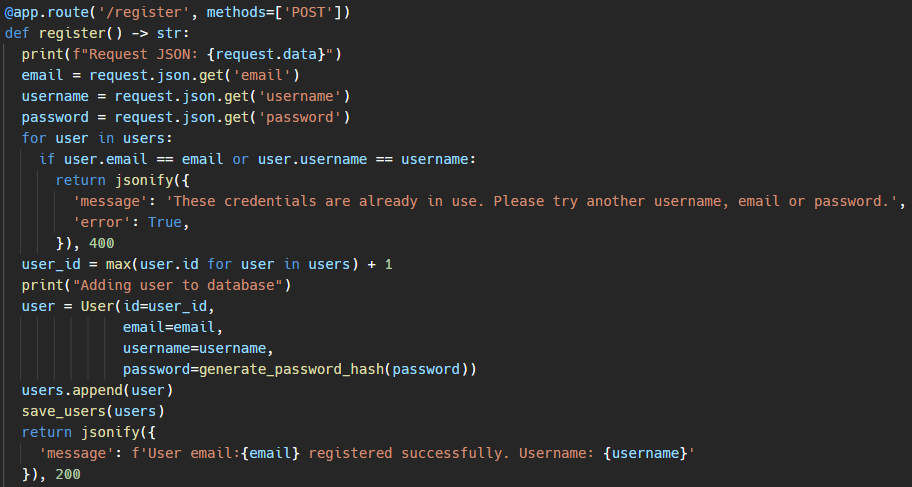 @app.route('/register', methods=['POST'])
def register() -> str:
  print(f"Request JSON: {request.data}")
  email = request.json.get('email')
  username = request.json.get('username')
  password = request.json.get('password')
  for user in users:
    if user.email == email or user.username == username:
      return jsonify({
        'message': 'These credentials are already in use. Please try another username, email or password.',
        'error': True,
      }), 400
  user_id = max(user.id for user in users) + 1
  print("Adding user to database")
  user = User(id=user_id,
              email=email,
              username=username,
              password=generate_password_hash(password))
  users.append(user)
  save_users(users)
  return jsonify({
    'message': f'User email:{email} registered successfully. Username: {username}'
  }), 200